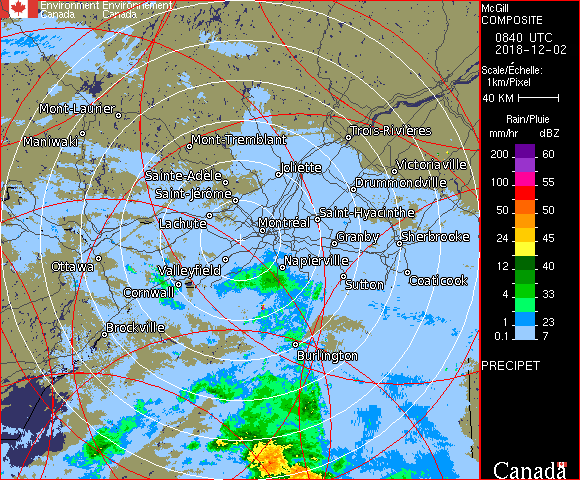 Environment Environnement
Canada Canada
McGill
COMPOSITE
0840 UTC
2018-12-02
Scale/Échelle:
1km/Pixel
40 KM
Rain/Pluie
mm/hr dBZ
200 60
100 55
50 50
24 45
12 40
4 33
1 23
0.1 7
PRECIPET
Canada
Mont-Laurier
Maniwaki
Mont-Tremblant
Trois-Rivières
Sainte-Adèle
Joliette
Victoriaville
Saint-Jérôme
Drummondville
Lachute
Montréal
Saint-Hyacinthe
Granby
Sherbrooke
Ottawa
Valleyfield
Napierville
Cornwall
Sutton
Coaticook
Brockville
Burlington